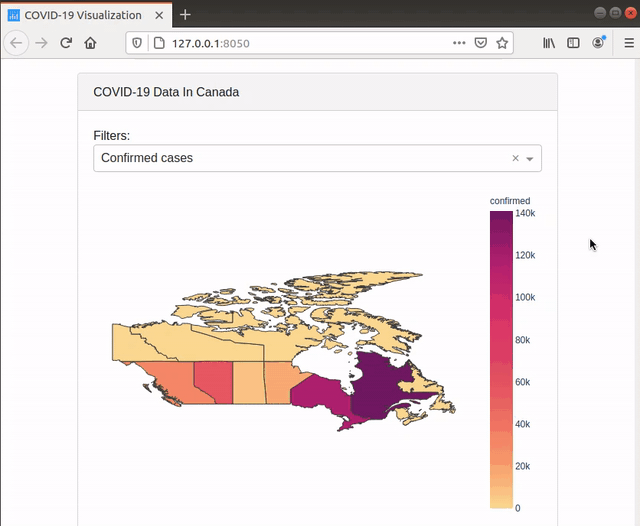 COVID-19 Visualization
127.0.0.1:8050
COVID-19 Data In Canada
Filters:
Confirmed cases
confirmed
140k
120k
100k
80k
60k
40k
20k
0